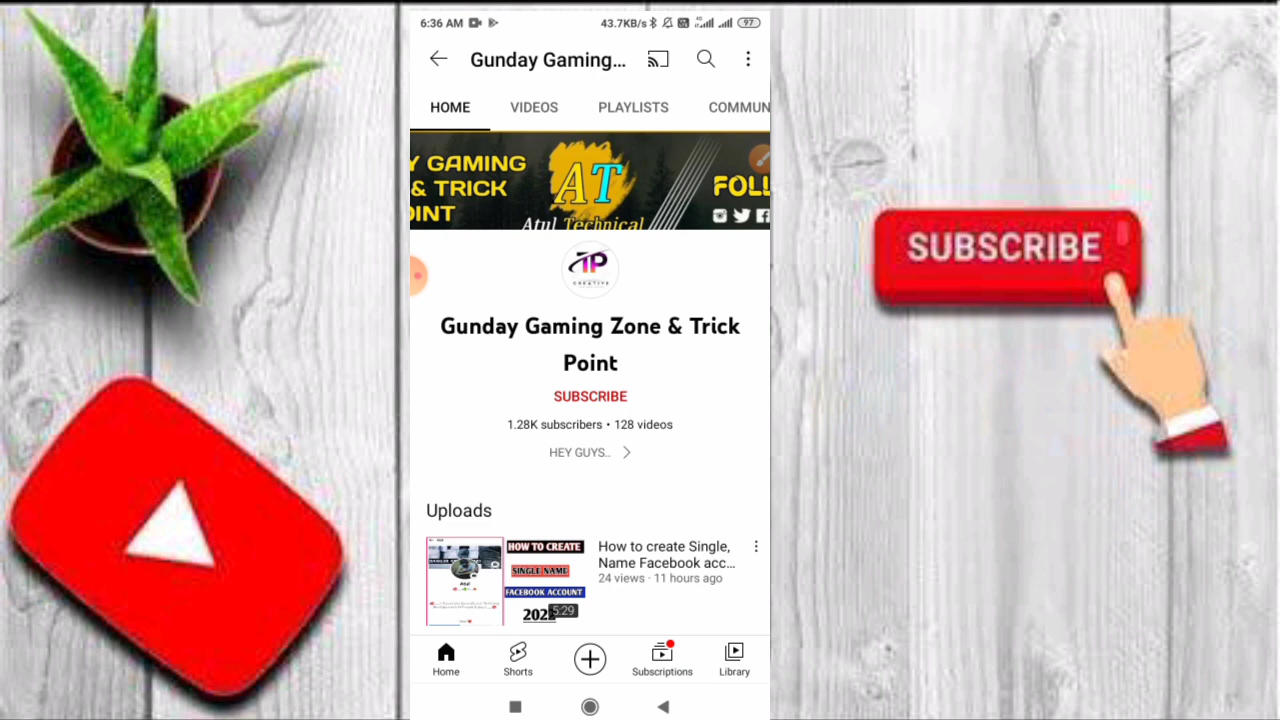 6:36 AM
43.7KB/s
97
Gunday Gaming...
HOME
VIDEOS
PLAYLISTS
COMMUN
Y GAMING
& TRICK
OINT
AT
Atul Technical
FOLL
TP
CREATIVE
Gunday Gaming Zone & Trick
Point
SUBSCRIBE
1.28K subscribers • 128 videos
HEY GUYS..
Uploads
HOW TO CREATE
SINGLE NAME
FACEBOOK ACCOUNT
2022
5:29
How to create Single,
Name Facebook acc...
24 views · 11 hours ago
Home
Shorts
Subscriptions
Library
SUBSCRIBE